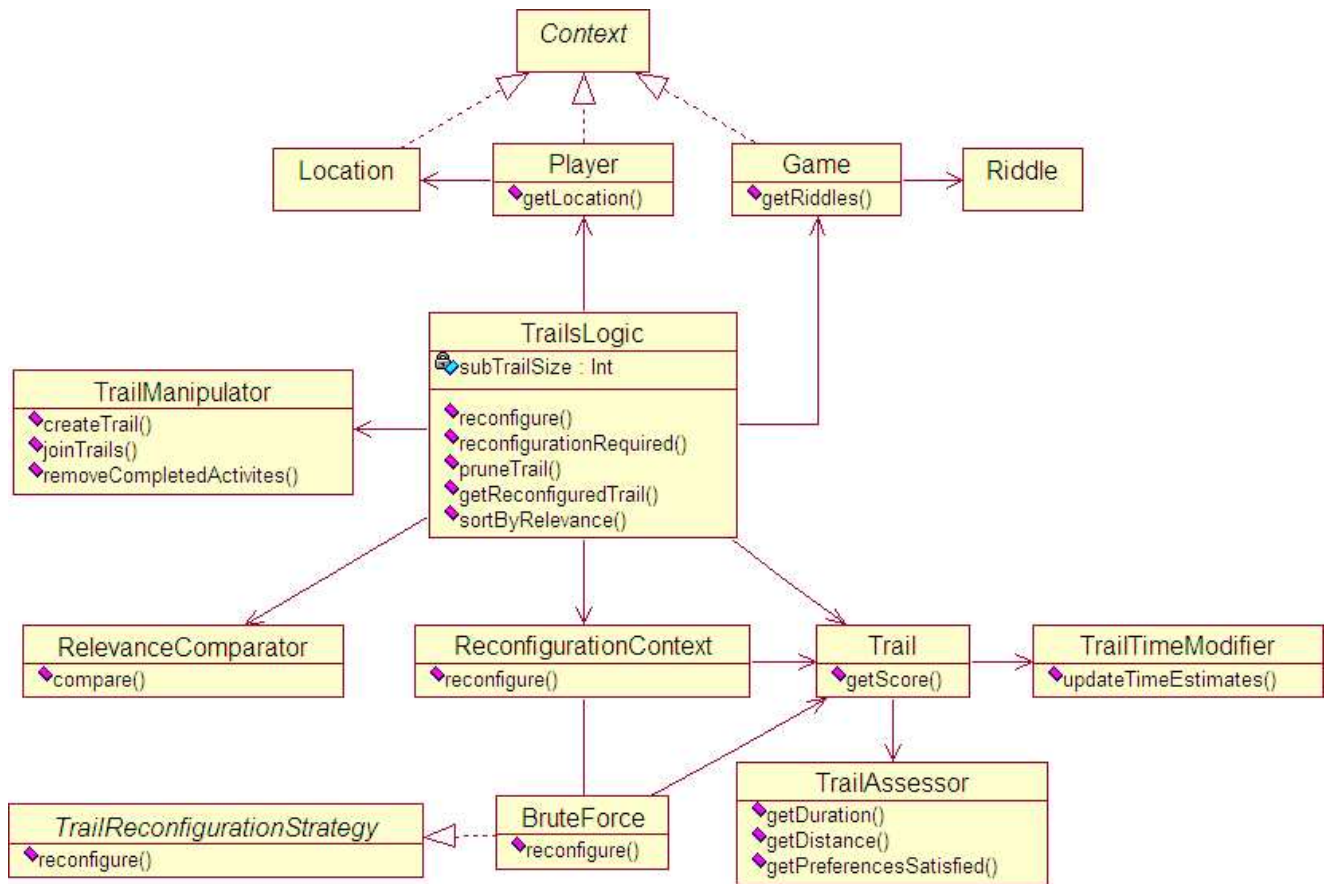 Context
Location
Player
getLocation()
Game
getRiddles()
Riddle
TrailsLogic
subTrailSize : Int
reconfigure()
reconfigurationRequired()
pruneTrail()
getReconfiguredTrail()
sortByRelevance()
TrailManipulator
createTrail()
joinTrails()
removeCompletedActivites()
RelevanceComparator
compare()
ReconfigurationContext
reconfigure()
Trail
getScore()
TrailTimeModifier
updateTimeEstimates()
TrailReconfigurationStrategy
reconfigure()
BruteForce
reconfigure()
TrailAssessor
getDuration()
getDistance()
getPreferencesSatisfied()